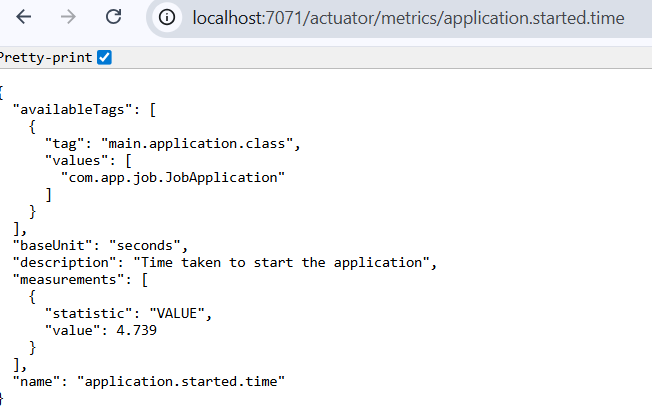 localhost:7071/actuator/metrics/application.started.time
Pretty-print
{
  "availableTags": [
    {
      "tag": "main.application.class",
      "values": [
        "com.app.job.JobApplication"
      ]
    }
  ],
  "baseUnit": "seconds",
  "description": "Time taken to start the application",
  "measurements": [
    {
      "statistic": "VALUE",
      "value": 4.739
    }
  ],
  "name": "application.started.time"
}